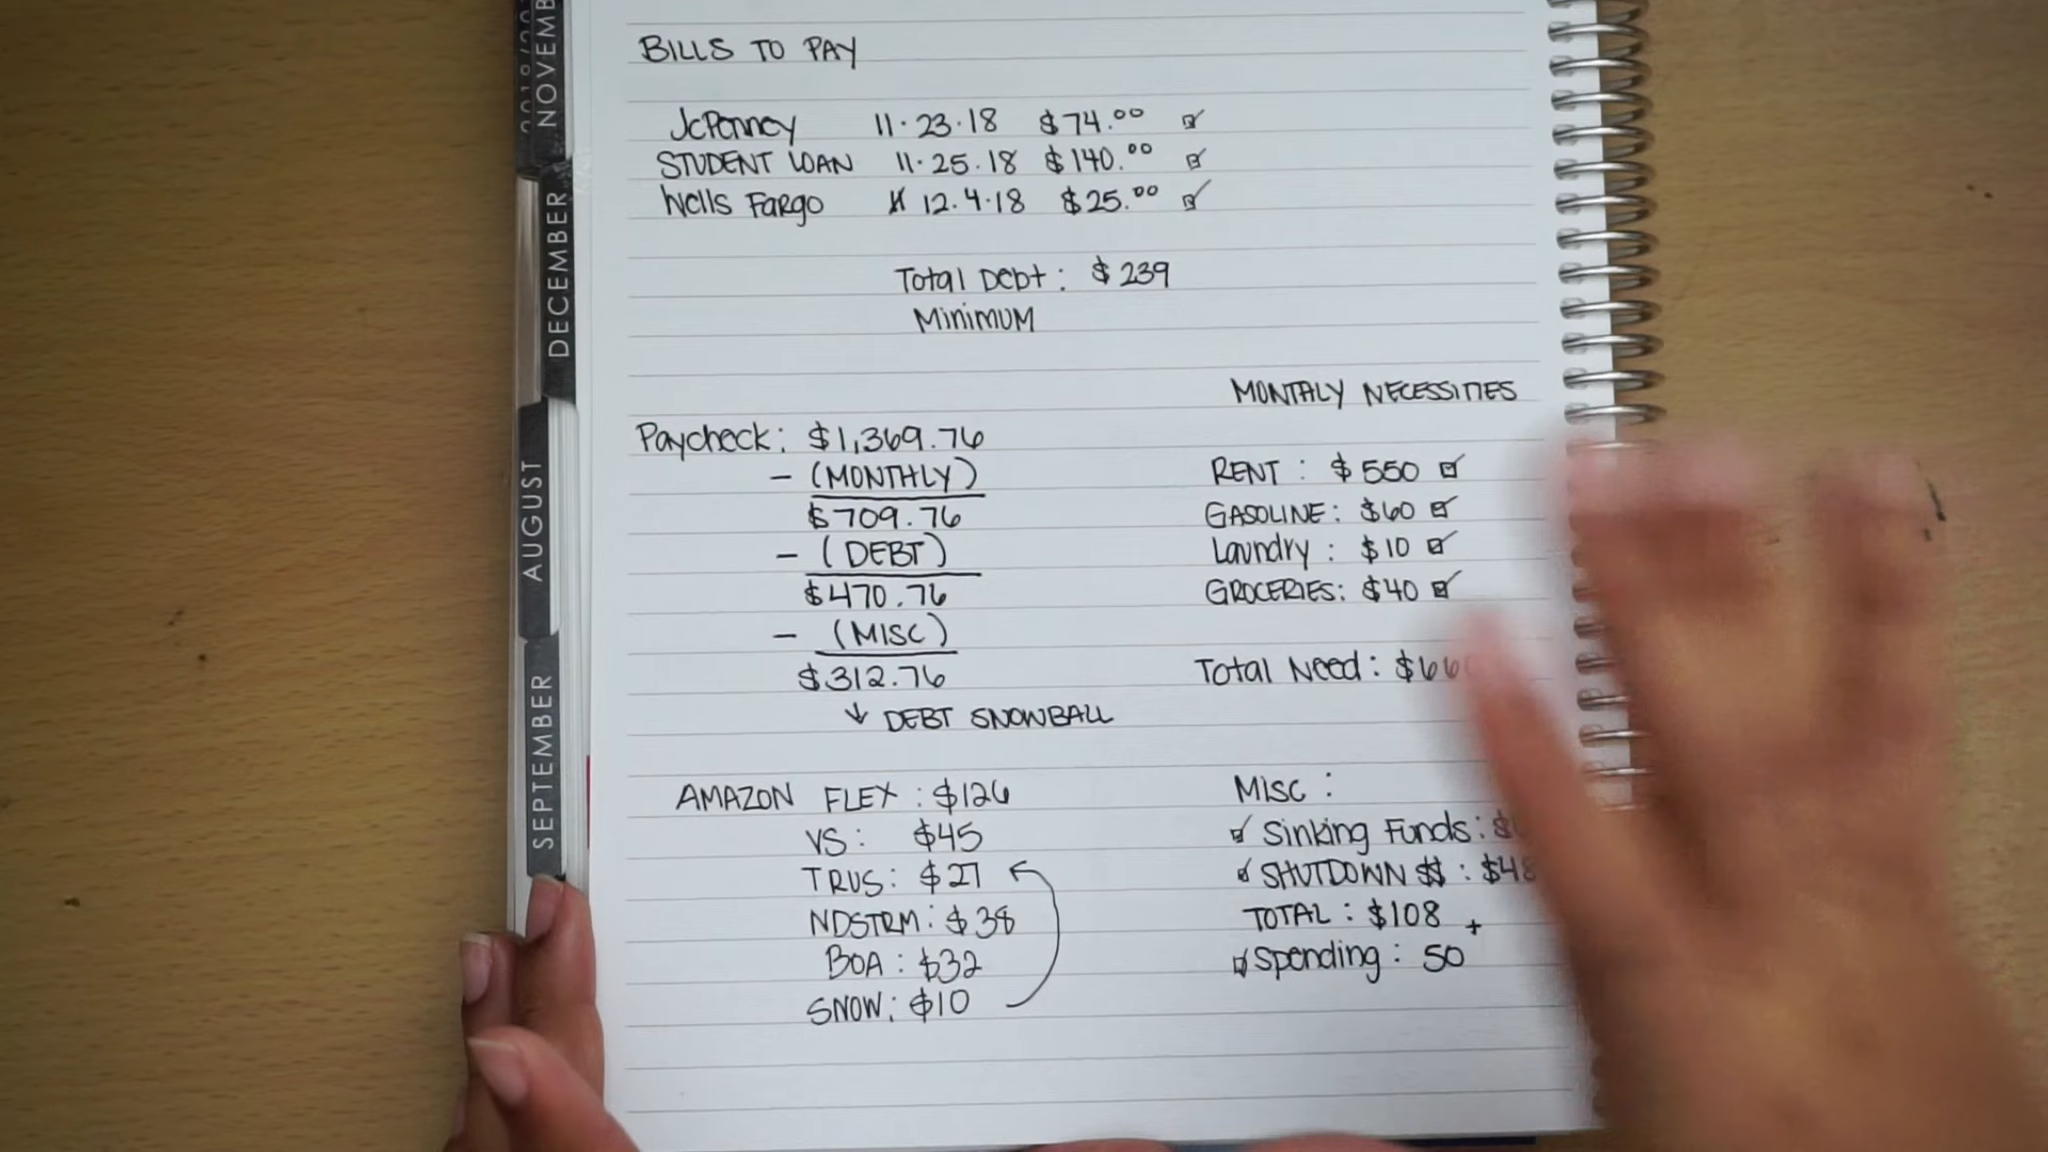 BILLS TO PAY
JcPenney 11.23.18 $74.00
STUDENT LOAN 11.25.18 $140.00
Wells Fargo 12.4.18 $25.00
Total Debt: $239
Minimum
MONTHLY NECESSITIES
Paycheck: $1,369.76
- (MONTHLY)
$709.76
- (DEBT)
$470.76
- (MISC)
$312.76
↓ DEBT SNOWBALL
RENT: $550
GASOLINE: $60
Laundry: $10
GROCERIES: $40
Total Need:
AMAZON FLEX: $126
VS: $45
TRUS: $27
NDSTRM: $38
BOA: $32
SNOW: $10
MISC:
Sinking Funds:
SHUTDOWN $$: $48
TOTAL: $108 +
Spending: 50
NOVEMB
DECEMBER
AUGUST
SEPTEMBER